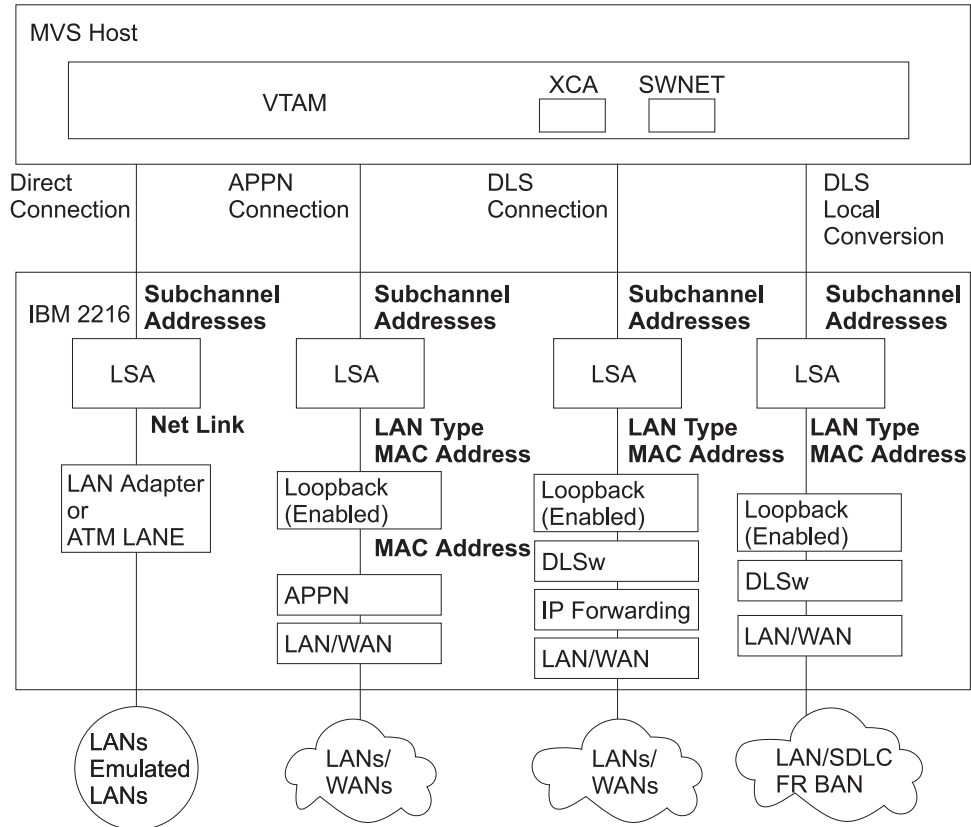 MVS Host
VTAM
XCA
SWNET
Direct
Connection
APPN
Connection
DLS
Connection
DLS
Local
Conversion
IBM 2216
Subchannel
Addresses
Subchannel
Addresses
Subchannel
Addresses
Subchannel
Addresses
LSA
LSA
LSA
LSA
Net Link
LAN Type
MAC Address
LAN Type
MAC Address
LAN Type
MAC Address
LAN Adapter
or
ATM LANE
Loopback
(Enabled)
MAC Address
APPN
LAN/WAN
Loopback
(Enabled)
DLSw
IP Forwarding
LAN/WAN
Loopback
(Enabled)
DLSw
LAN/WAN
LANs
Emulated
LANs
LANs/
WANs
LANs/
WANs
LAN/SDLC
FR BAN